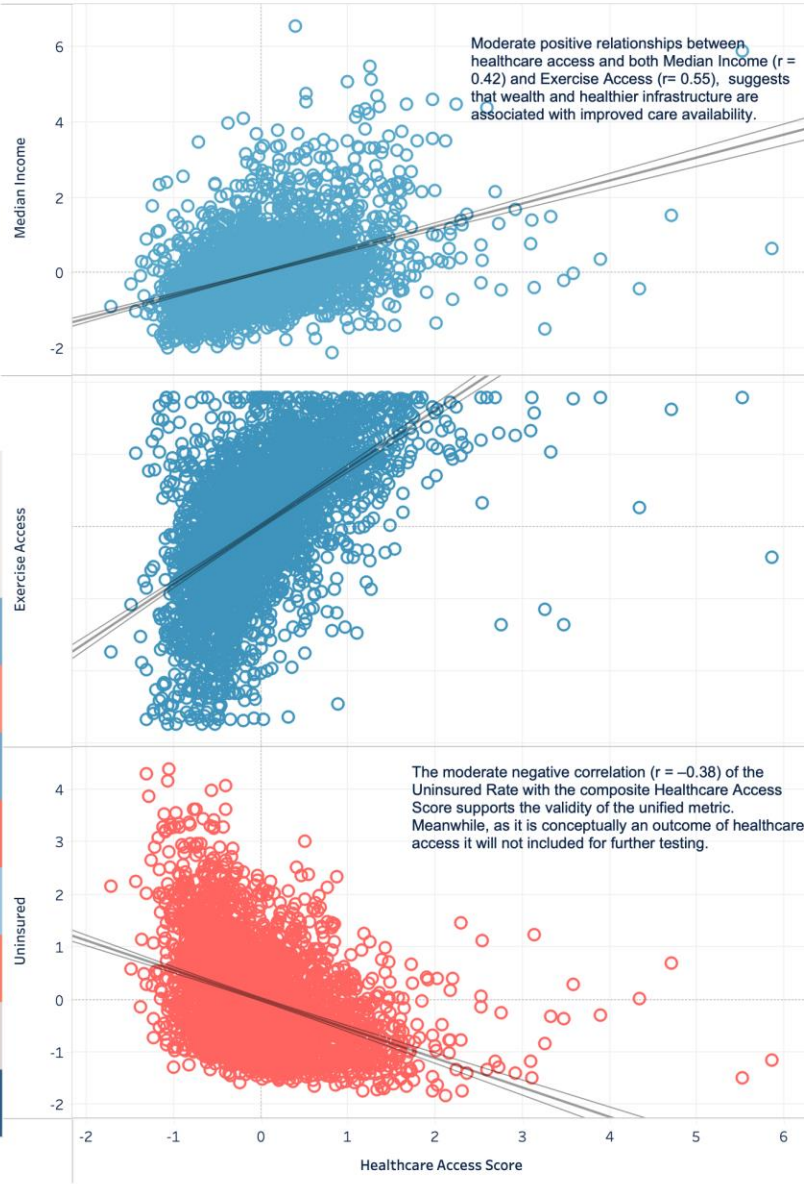 Moderate positive relationships between
healthcare access and both Median Income (r =
0.42) and Exercise Access (r= 0.55),  suggests
that wealth and healthier infrastructure are
associated with improved care availability.
6
4
2
0
-2
Median Income
Exercise Access
The moderate negative correlation (r = –0.38) of the
Uninsured Rate with the composite Healthcare Access
Score supports the validity of the unified metric.
Meanwhile, as it is conceptually an outcome of healthcare
access it will not included for further testing.
4
3
2
1
0
-1
-2
Uninsured
-2 -1 0 1 2 3 4 5 6
Healthcare Access Score